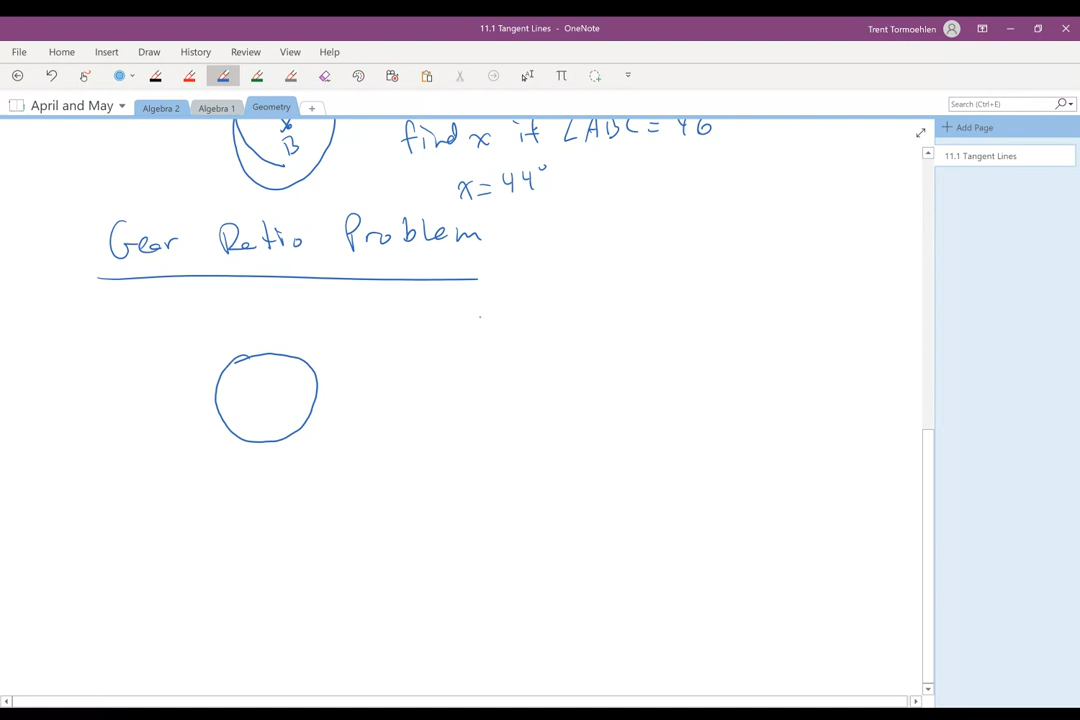 11.1 Tangent Lines - OneNote
Trent Tormoehlen
File Home Insert Draw History Review View Help
April and May
Algebra 2
Algebra 1
Geometry
Search (Ctrl+E)
Add Page
11.1 Tangent Lines
B
find x if ∠ABC = 46
x = 44°
Gear Ratio Problem